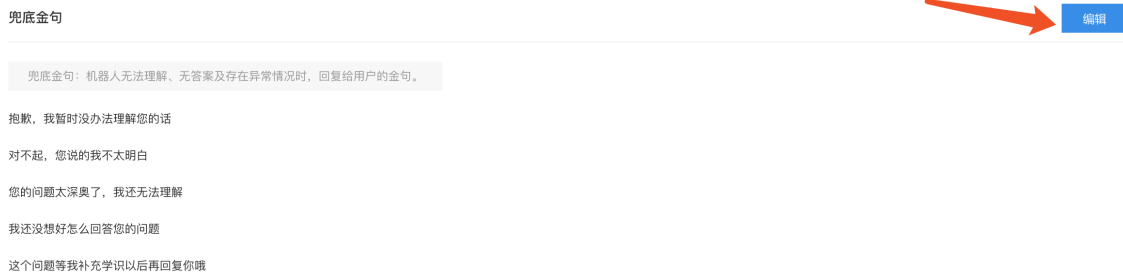 兜底金句
编辑
兜底金句：机器人无法理解、无答案及存在异常情况时，回复给用户的金句。
抱歉，我暂时没办法理解您的话
对不起，您说的我不太明白
您的问题太深奥了，我还无法理解
我还没想好怎么回答您的问题
这个问题等我补充学识以后再回复你哦